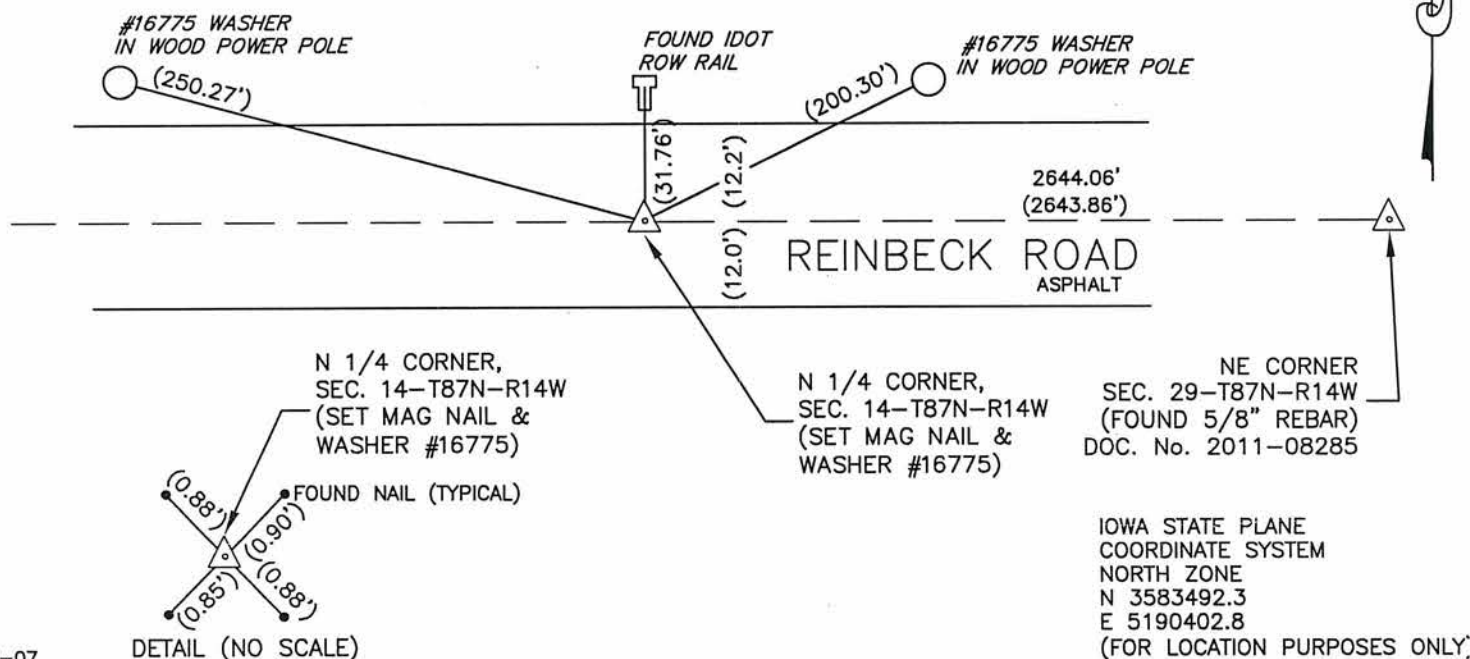 #16775 WASHER
IN WOOD POWER POLE
(250.27')
FOUND IDOT
ROW RAIL
(31.76')
(200.30')
#16775 WASHER
IN WOOD POWER POLE
(12.2')
(12.0')
2644.06'
(2643.86')
REINBECK ROAD
ASPHALT
N 1/4 CORNER,
SEC. 14-T87N-R14W
(SET MAG NAIL &
WASHER #16775)
N 1/4 CORNER,
SEC. 14-T87N-R14W
(SET MAG NAIL &
WASHER #16775)
NE CORNER
SEC. 29-T87N-R14W
(FOUND 5/8" REBAR)
DOC. No. 2011-08285
(0.88')
FOUND NAIL (TYPICAL)
(0.90')
(0.85')
(0.88')
DETAIL (NO SCALE)
IOWA STATE PLANE
COORDINATE SYSTEM
NORTH ZONE
N 3583492.3
E 5190402.8
(FOR LOCATION PURPOSES ONLY)